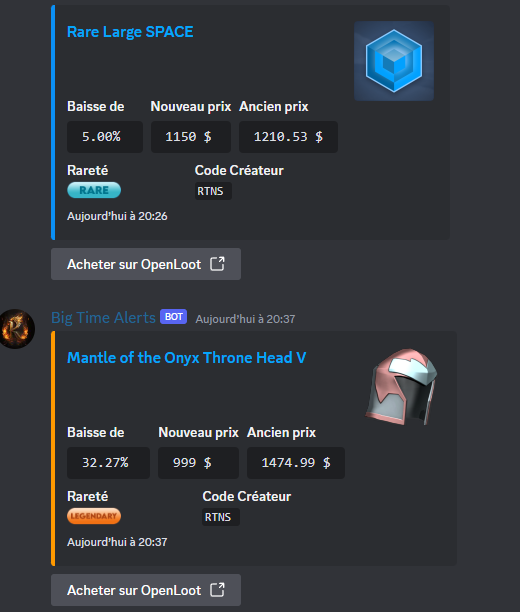 Rare Large SPACE
Baisse de Nouveau prix Ancien prix
5.00% 1150 $ 1210.53 $
Rareté Code Créateur
RARE RTNS
Aujourd'hui à 20:26
Acheter sur OpenLoot
Big Time Alerts BOT Aujourd'hui à 20:37
Mantle of the Onyx Throne Head V
Baisse de Nouveau prix Ancien prix
32.27% 999 $ 1474.99 $
Rareté Code Créateur
LEGENDARY RTNS
Aujourd'hui à 20:37
Acheter sur OpenLoot